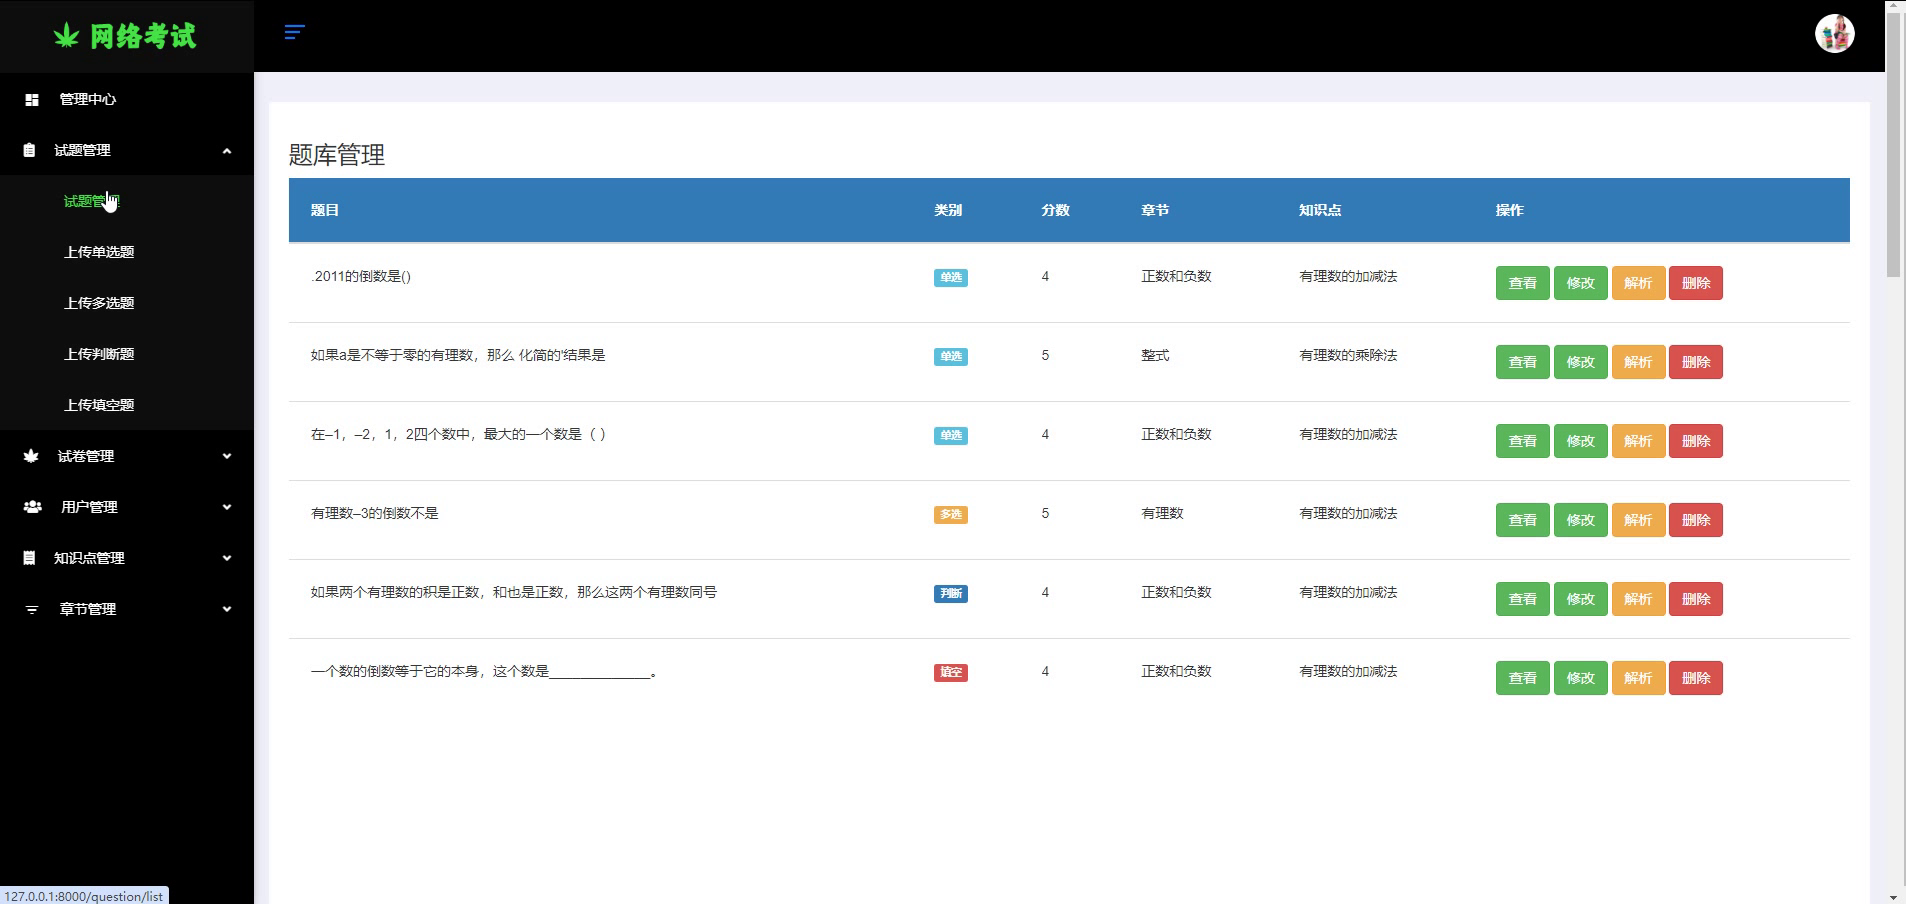 网络考试
管理中心
试题管理
试题管理
上传单选题
上传多选题
上传判断题
上传填空题
试卷管理
用户管理
知识点管理
章节管理
题库管理
题目 类别 分数 章节 知识点 操作
.2011的倒数是() 单选 4 正数和负数 有理数的加减法 查看 修改 解析 删除
如果a是不等于零的有理数，那么 化简的'结果是 单选 5 整式 有理数的乘除法 查看 修改 解析 删除
在–1，–2，1，2四个数中，最大的一个数是（ ） 单选 4 正数和负数 有理数的加减法 查看 修改 解析 删除
有理数–3的倒数不是 多选 5 有理数 有理数的加减法 查看 修改 解析 删除
如果两个有理数的积是正数，和也是正数，那么这两个有理数同号 判断 4 正数和负数 有理数的加减法 查看 修改 解析 删除
一个数的倒数等于它的本身，这个数是______________。 填空 4 正数和负数 有理数的加减法 查看 修改 解析 删除
127.0.0.1:8000/question/list